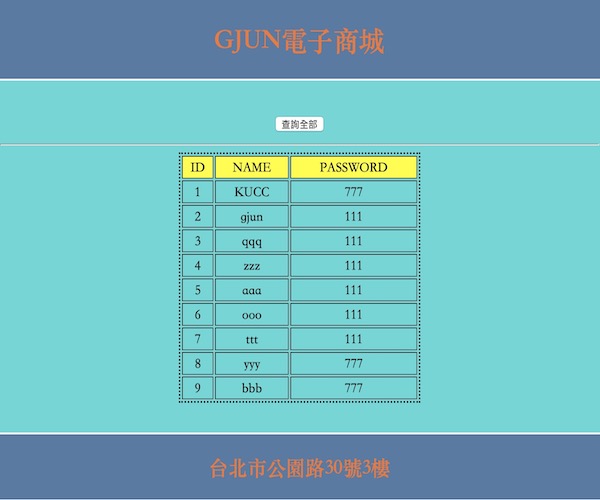 GJUN電子商城
查詢全部
ID NAME PASSWORD
1 KUCC 777
2 gjun 111
3 qqq 111
4 zzz 111
5 aaa 111
6 ooo 111
7 ttt 111
8 yyy 777
9 bbb 777
台北市公園路30號3樓